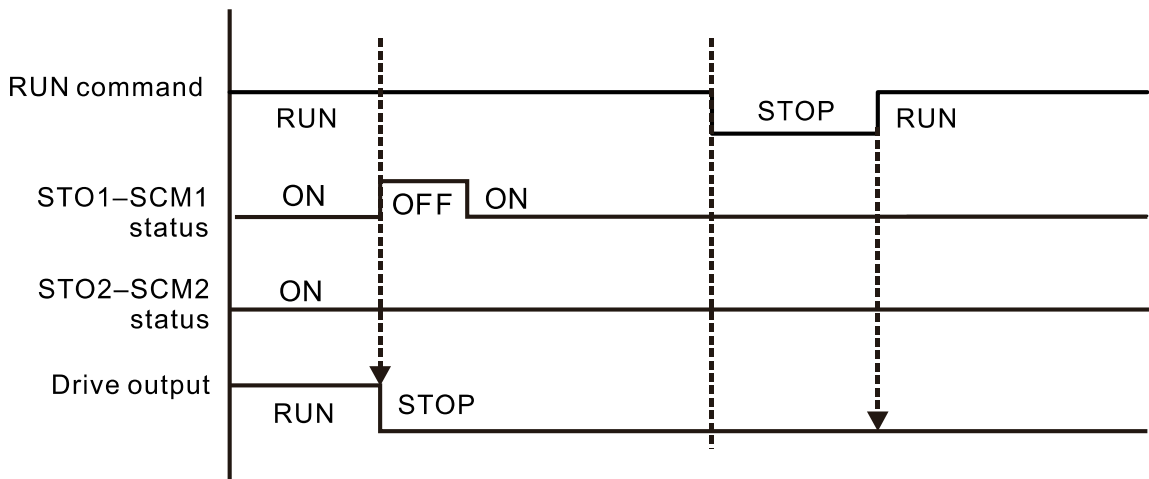 RUN command
RUN
STOP
RUN
STO1–SCM1
status
ON
OFF
ON
STO2–SCM2
status
ON
Drive output
RUN
STOP